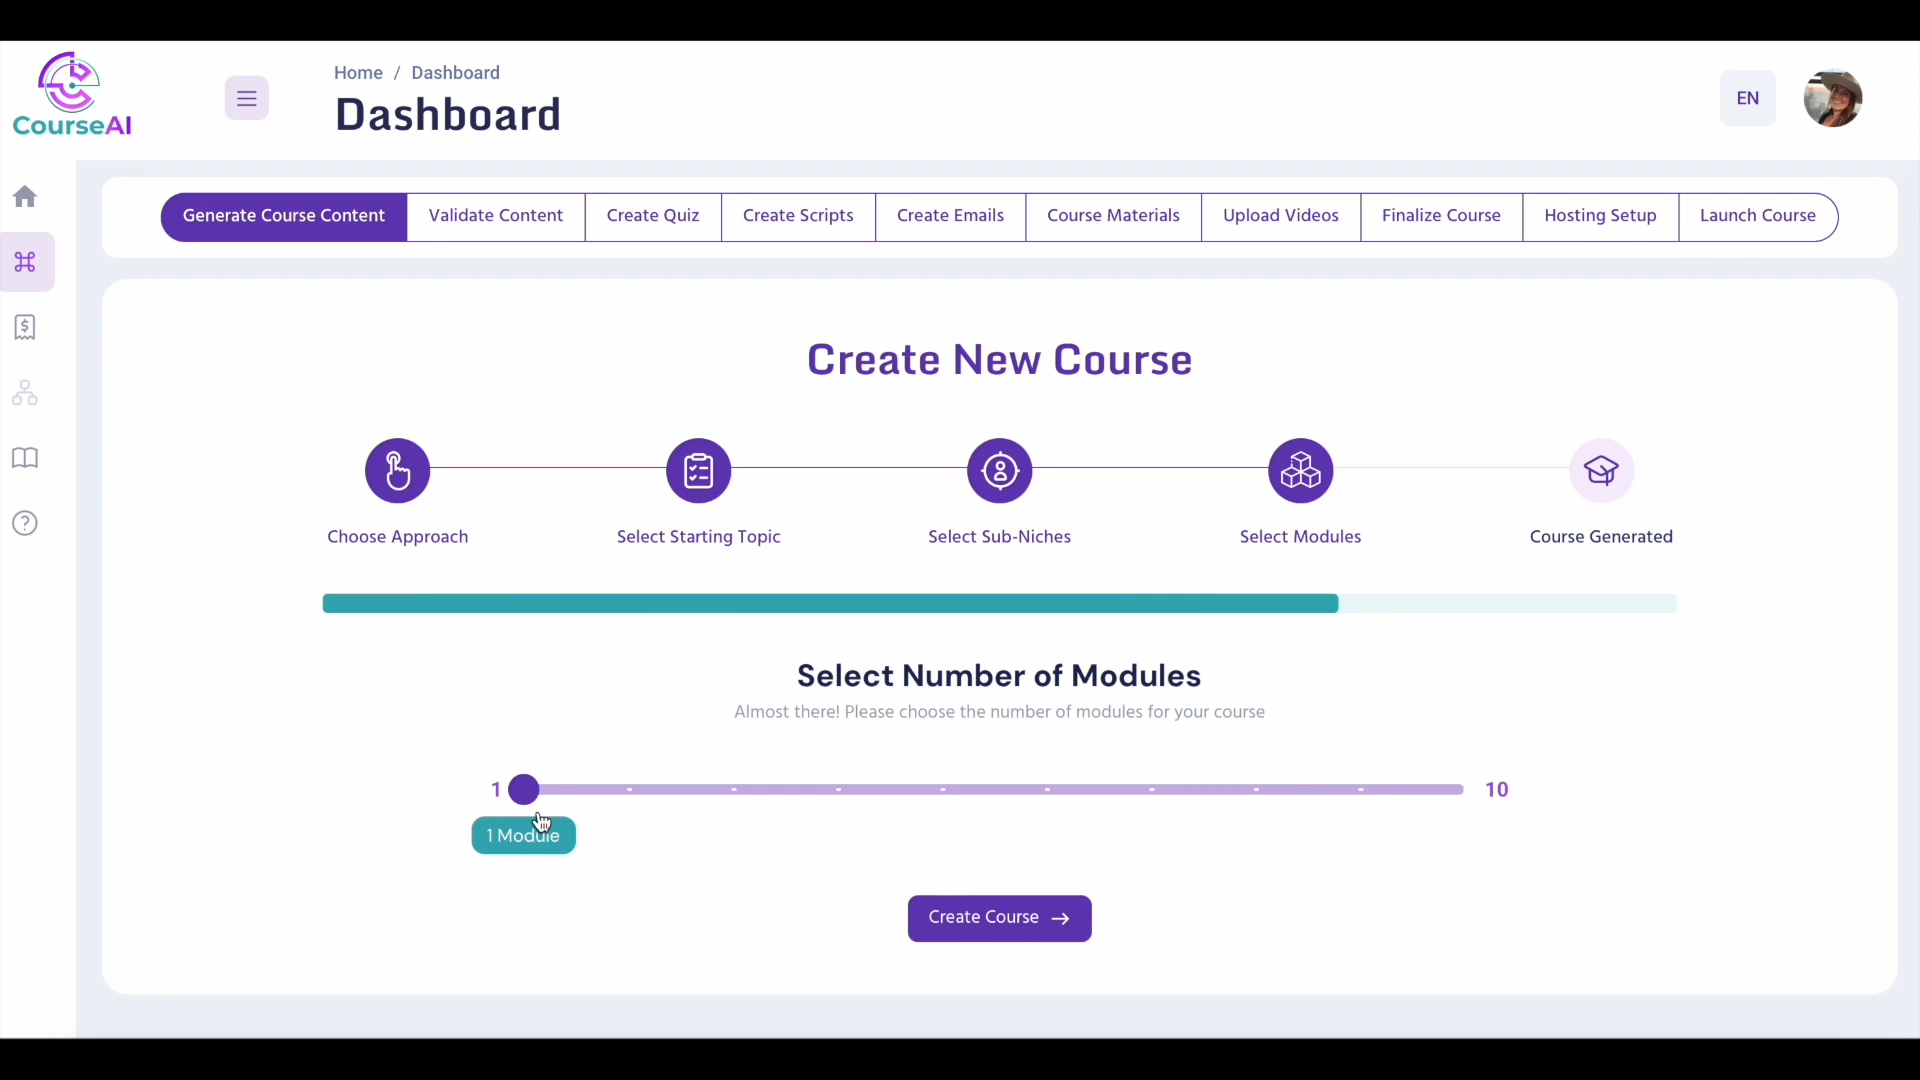 CourseAI
Home / Dashboard
Dashboard
EN
Generate Course Content
Validate Content
Create Quiz
Create Scripts
Create Emails
Course Materials
Upload Videos
Finalize Course
Hosting Setup
Launch Course
Create New Course
Choose Approach
Select Starting Topic
Select Sub-Niches
Select Modules
Course Generated
Select Number of Modules
Almost there! Please choose the number of modules for your course
1
10
1 Module
Create Course →